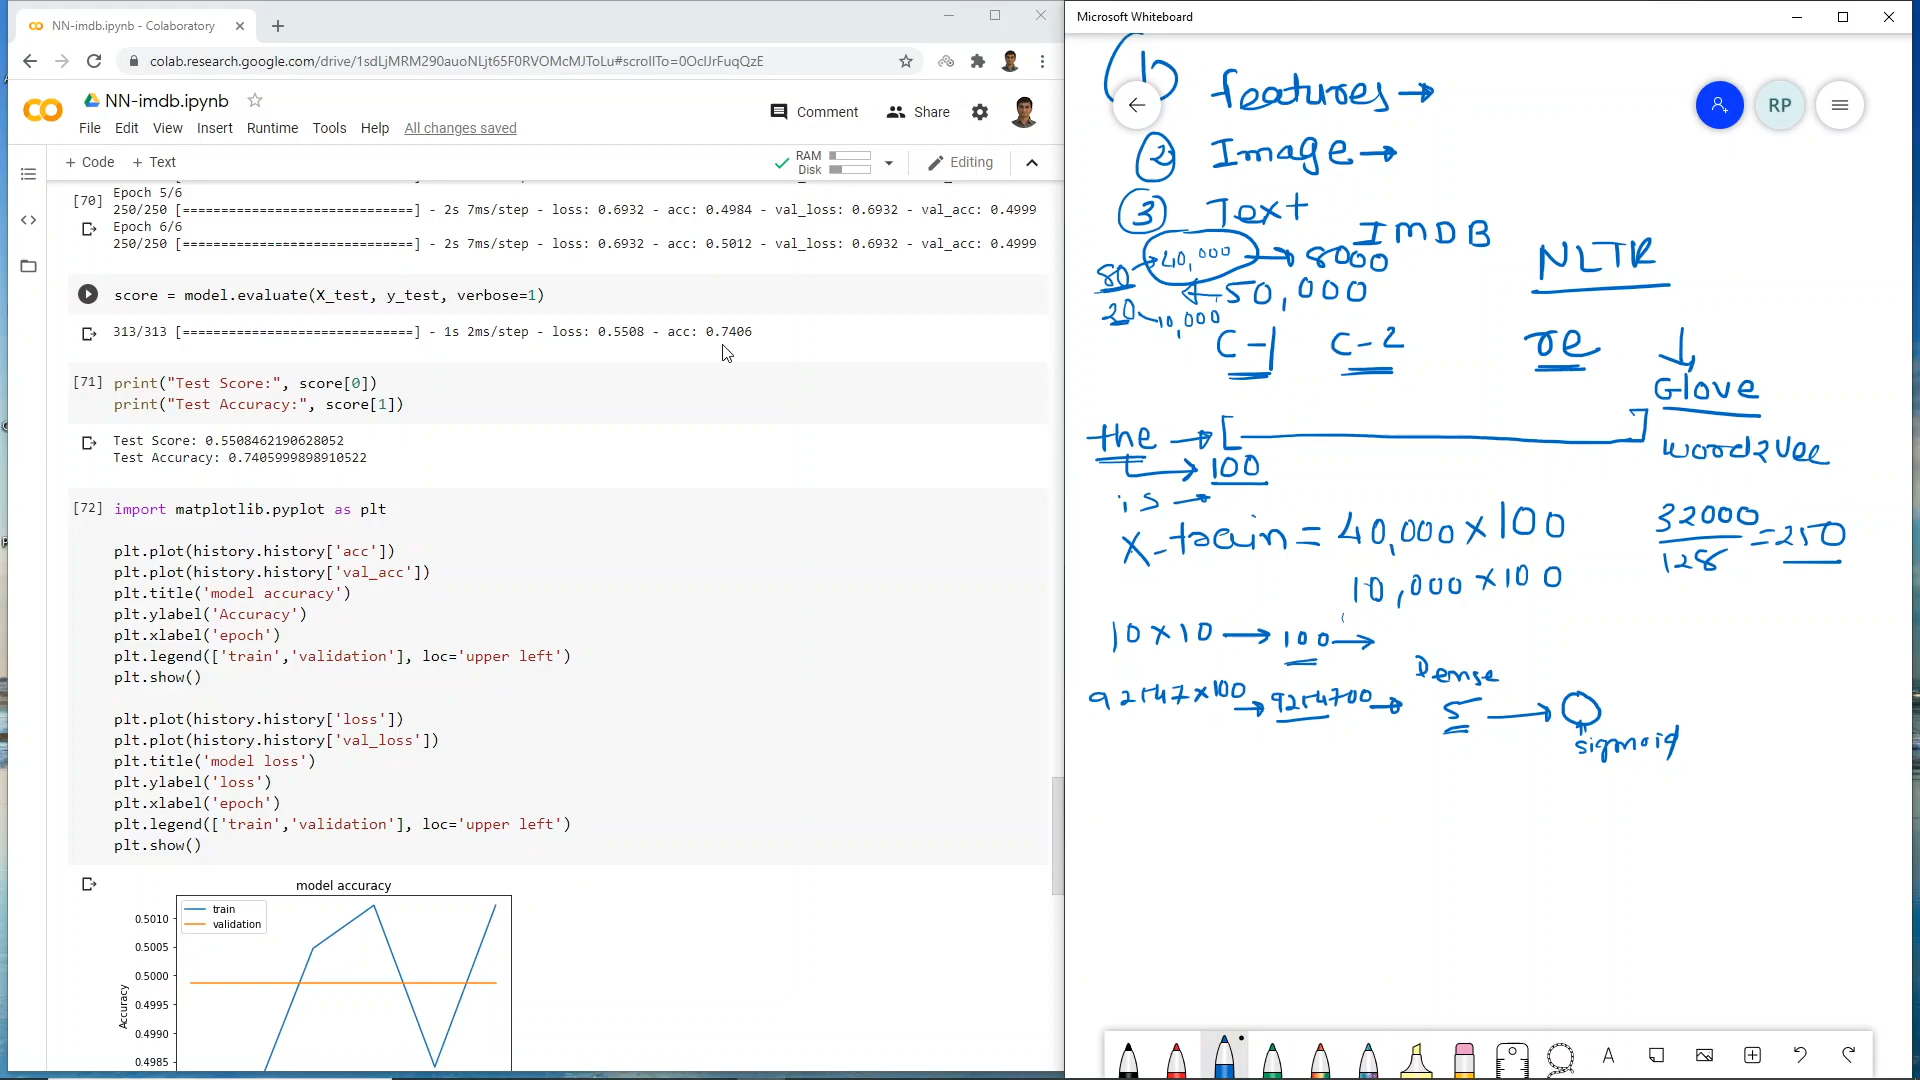 NN-imdb.ipynb - Colaboratory
colab.research.google.com/drive/1sdLjMRM290auoNLjt65F0RVOMcMJToLu#scrollTo=0OclJrFuqQzE
NN-imdb.ipynb
Comment
Share
File Edit View Insert Runtime Tools Help All changes saved
+ Code + Text
RAM
Disk
Editing
Epoch 5/6
[70]
250/250 [==============================] - 2s 7ms/step - loss: 0.6932 - acc: 0.4984 - val_loss: 0.6932 - val_acc: 0.4999
Epoch 6/6
250/250 [==============================] - 2s 7ms/step - loss: 0.6932 - acc: 0.5012 - val_loss: 0.6932 - val_acc: 0.4999
score = model.evaluate(X_test, y_test, verbose=1)
313/313 [==============================] - 1s 2ms/step - loss: 0.5508 - acc: 0.7406
[71] print("Test Score:", score[0])
print("Test Accuracy:", score[1])
Test Score: 0.5508462190628052
Test Accuracy: 0.7405999898910522
[72] import matplotlib.pyplot as plt
plt.plot(history.history['acc'])
plt.plot(history.history['val_acc'])
plt.title('model accuracy')
plt.ylabel('Accuracy')
plt.xlabel('epoch')
plt.legend(['train','validation'], loc='upper left')
plt.show()
plt.plot(history.history['loss'])
plt.plot(history.history['val_loss'])
plt.title('model loss')
plt.ylabel('loss')
plt.xlabel('epoch')
plt.legend(['train','validation'], loc='upper left')
plt.show()
model accuracy
train
validation
0.5010
0.5005
0.5000
0.4995
0.4990
0.4985
Accuracy
Microsoft Whiteboard
RP
1 features →
2 Image →
3 Text
IMDB
80 → 40,000 → 8000
← 50,000
20 10,000
C-1 C-2
NLTK
re
↓
Glove
word2vec
the → [ ]
→ 100
is →
X-train = 40,000 x 100
10,000 x 100
32000
128
= 250
10 x 10 → 100 →
92547 x 100 → 9254700 →
Dense
5 →
sigmoid